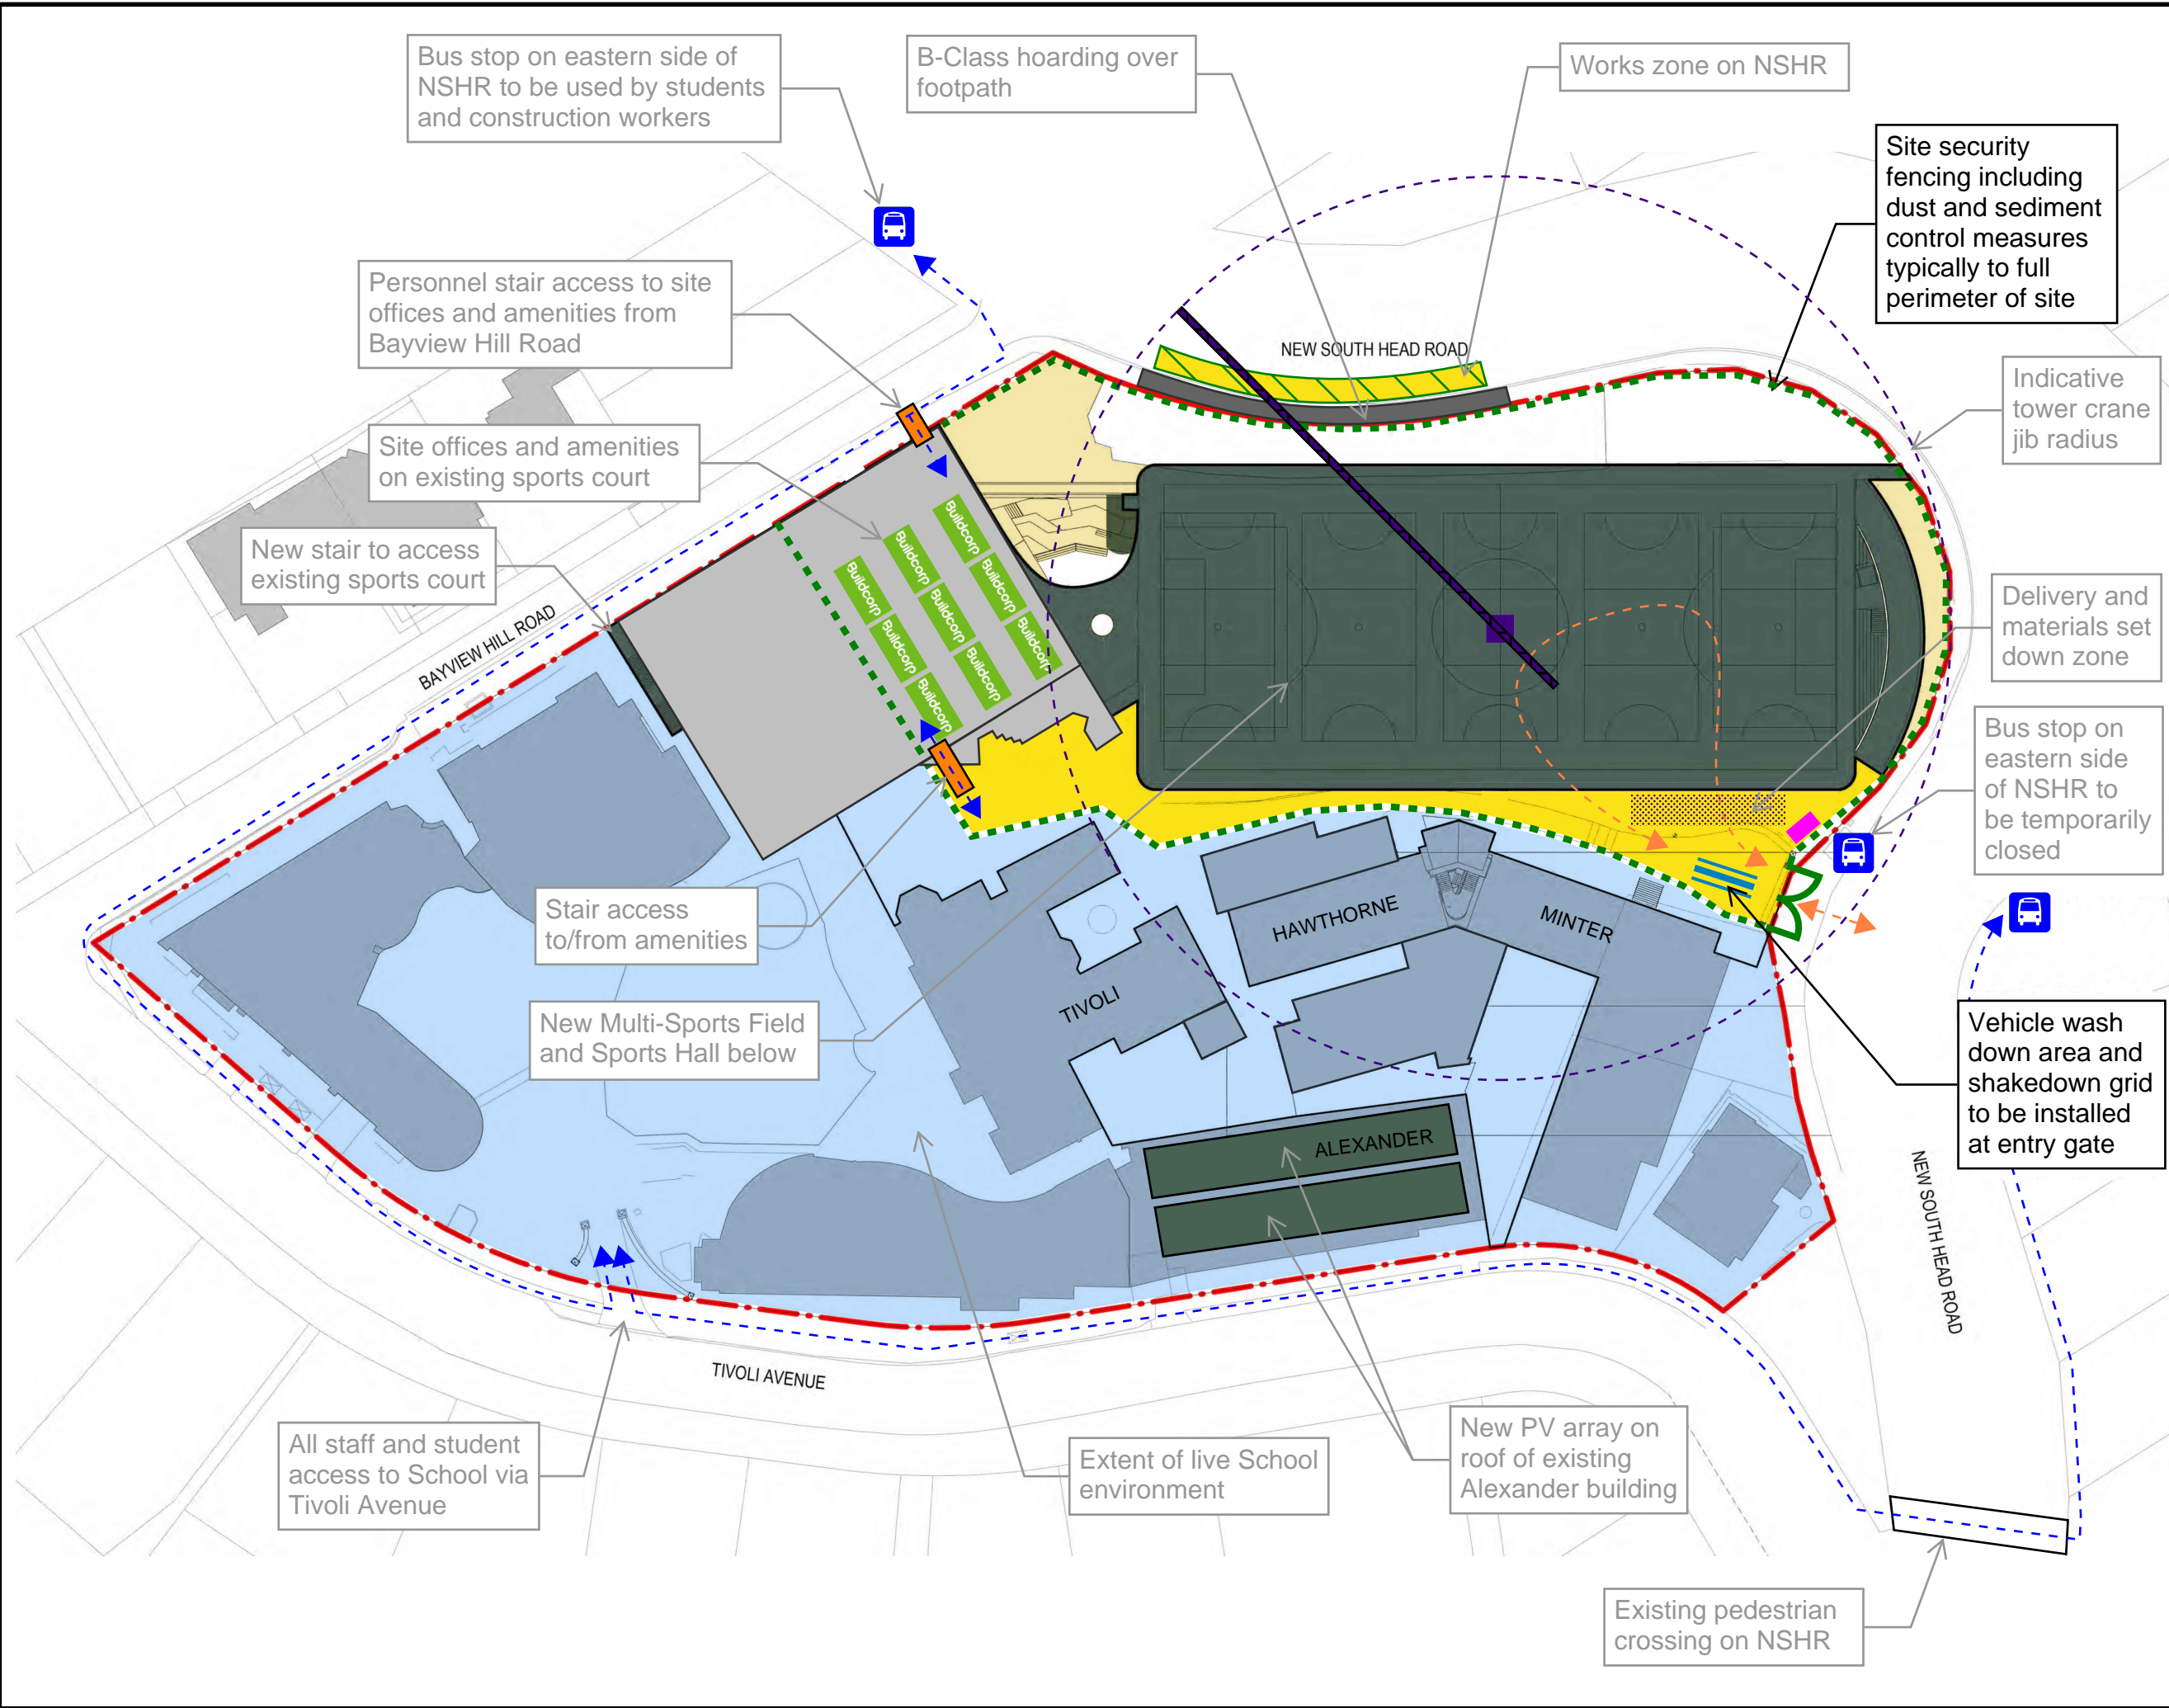 Bus stop on eastern side of
NSHR to be used by students
and construction workers
B-Class hoarding over
footpath
Works zone on NSHR
Site security
fencing including
dust and sediment
control measures
typically to full
perimeter of site
Personnel stair access to site
offices and amenities from
Bayview Hill Road
NEW SOUTH HEAD ROAD
Indicative
tower crane
jib radius
Site offices and amenities
on existing sports court
New stair to access
existing sports court
Buildcorp
Buildcorp
Buildcorp
Buildcorp
Buildcorp
Buildcorp
Buildcorp
Buildcorp
Buildcorp
Delivery and
materials set
down zone
BAYVIEW HILL ROAD
Bus stop on
eastern side
of NSHR to
be temporarily
closed
Stair access
to/from amenities
HAWTHORNE
MINTER
TIVOLI
New Multi-Sports Field
and Sports Hall below
Vehicle wash
down area and
shakedown grid
to be installed
at entry gate
ALEXANDER
NEW SOUTH HEAD ROAD
TIVOLI AVENUE
All staff and student
access to School via
Tivoli Avenue
Extent of live School
environment
New PV array on
roof of existing
Alexander building
Existing pedestrian
crossing on NSHR